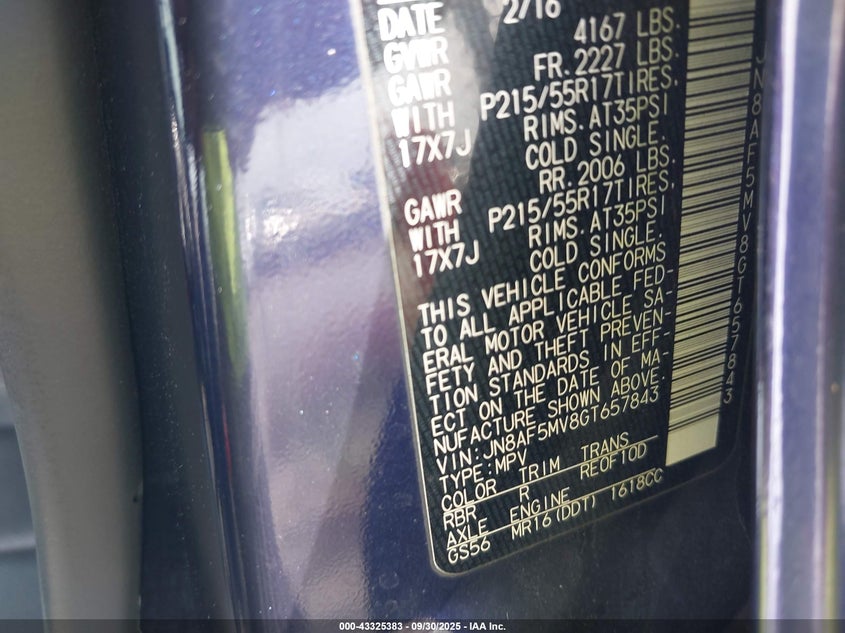 DATE 2/16
GVWR 4167 LBS.
GAWR FR. 2227 LBS.
WITH P215/55R17TIRES,
17X7J RIMS. AT35PSI
COLD SINGLE.
RR. 2006 LBS.
GAWR P215/55R17TIRES,
WITH RIMS. AT35PSI
17X7J COLD SINGLE.
THIS VEHICLE CONFORMS
TO ALL APPLICABLE FED-
ERAL MOTOR VEHICLE SA-
FETY AND THEFT PREVEN-
TION STANDARDS IN EFF-
ECT ON THE DATE OF MA-
NUFACTURE SHOWN ABOVE.
VIN:JN8AF5MV8GT657843
TYPE:MPV
COLOR TRIM TRANS
RBR R RE0F10D
AXLE ENGINE
GS56 MR16(DDT) 1618CC
JN8AF5MV8GT657843
000-43325383 - 09/30/2025 - IAA Inc.